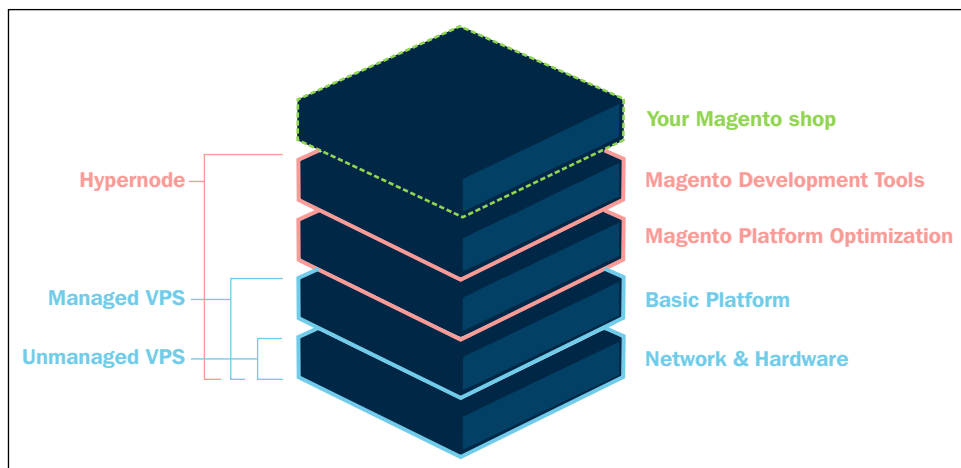 Your Magento shop
Hypernode
Magento Development Tools
Magento Platform Optimization
Managed VPS
Basic Platform
Unmanaged VPS
Network & Hardware